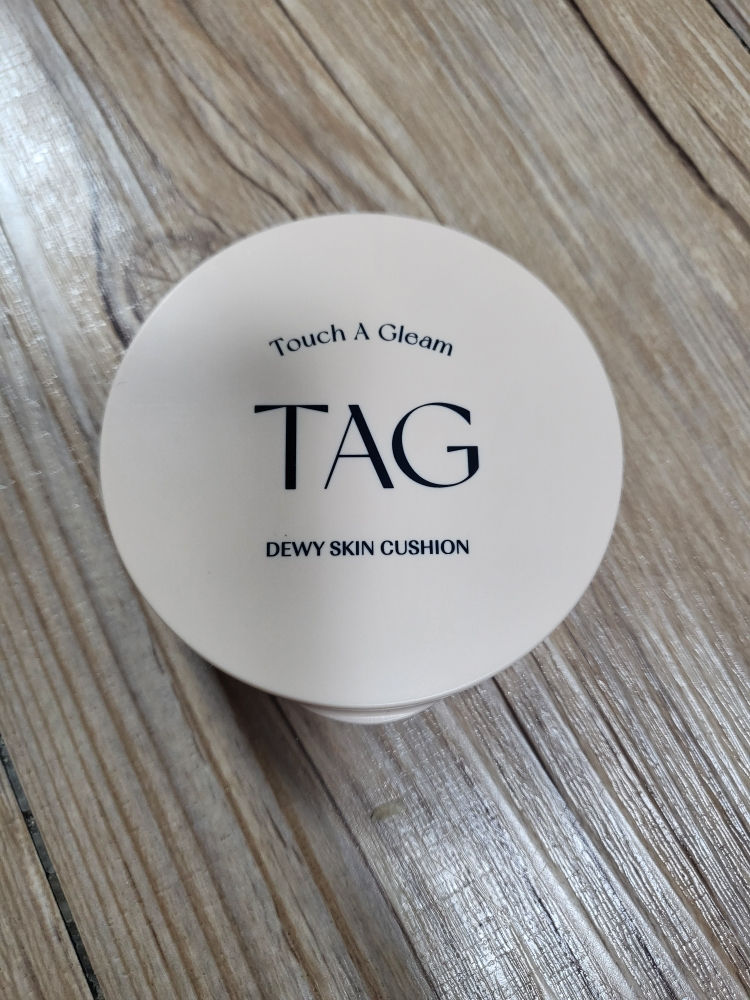 Touch A Gleam
TAG
DEWY SKIN CUSHION